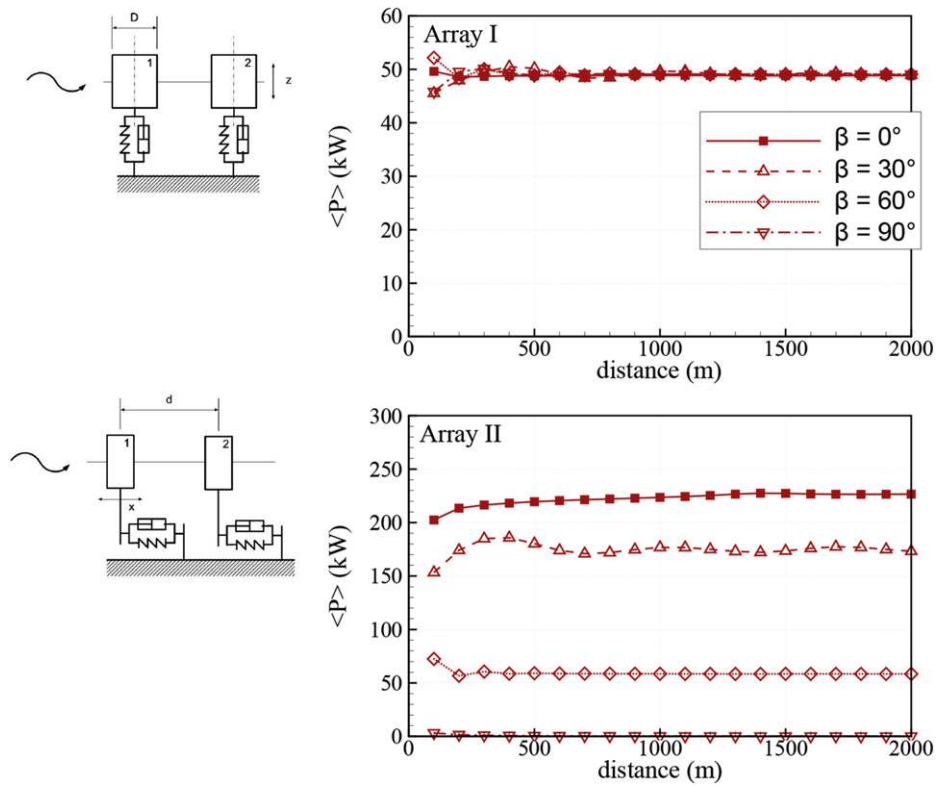 D
1
2
z
Array I
60
50
40
30
20
10
0
<P> (kW)
β = 0°
β = 30°
β = 60°
β = 90°
0 500 1000 1500 2000
distance (m)
d
1
2
x
Array II
300
250
200
150
100
50
0
<P> (kW)
0 500 1000 1500 2000
distance (m)